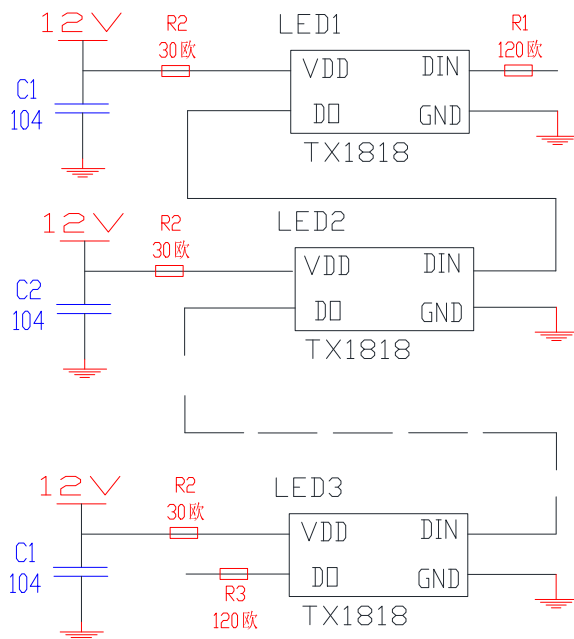 12V
R2
30欧
LED1
R1
120欧
C1
104
VDD
DIN
DO
GND
TX1818
12V
R2
30欧
LED2
C2
104
VDD
DIN
DO
GND
TX1818
12V
R2
30欧
LED3
C1
104
VDD
DIN
DO
GND
R3
120欧
TX1818